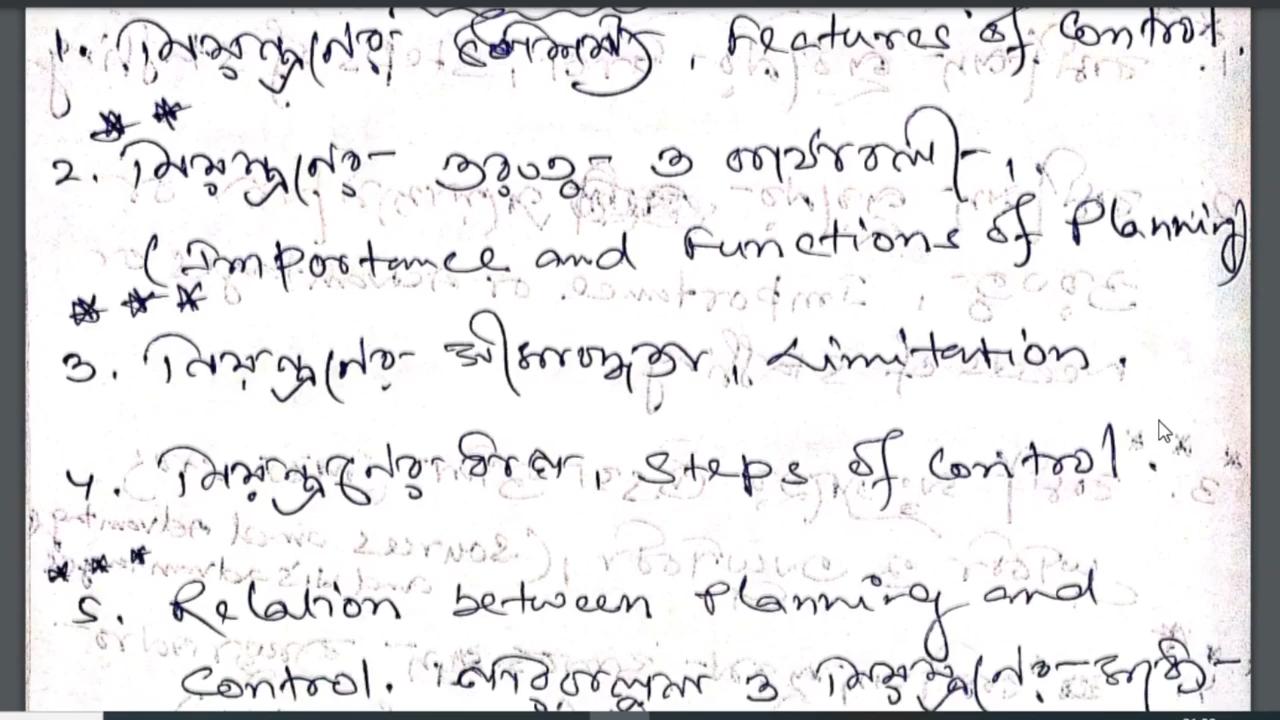 1. নিয়ন্ত্রণের বৈশিষ্ট্য, Features of Control.
2. নিয়ন্ত্রণের গুরুত্ব ও কার্যাবলী,
(Importance and Functions of Planning
3. নিয়ন্ত্রণের সীমাবদ্ধতা, Limitation.
4. নিয়ন্ত্রণের Steps of Control.
5. Relation between Planning and
Control. পরিকল্পনা ও নিয়ন্ত্রণের